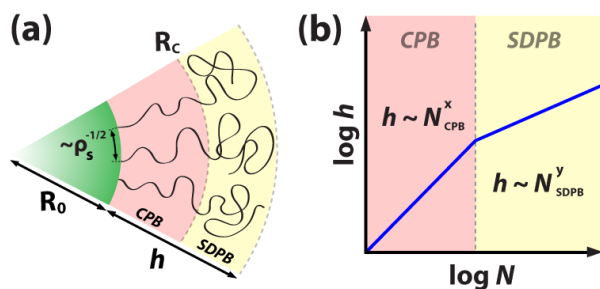 (a)
R_C
~ρ_s^-1/2
R_0
CPB
SDPB
h
(b)
CPB
SDPB
h ~ N_CPB^x
h ~ N_SDPB^y
log h
log N